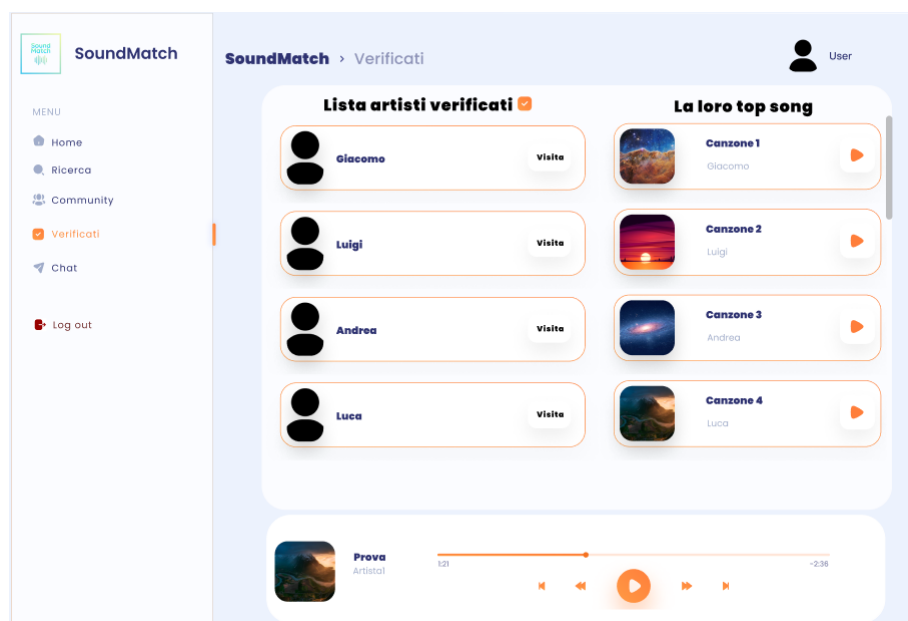 Sound
Match
SoundMatch
SoundMatch › Verificati
User
MENU
Home
Ricerca
Community
Verificati
Chat
Log out
Lista artisti verificati
La loro top song
Giacomo
Visita
Canzone 1
Giacomo
Luigi
Visita
Canzone 2
Luigi
Andrea
Visita
Canzone 3
Andrea
Luca
Visita
Canzone 4
Luca
Prova
Artista1
1:21
-2:36